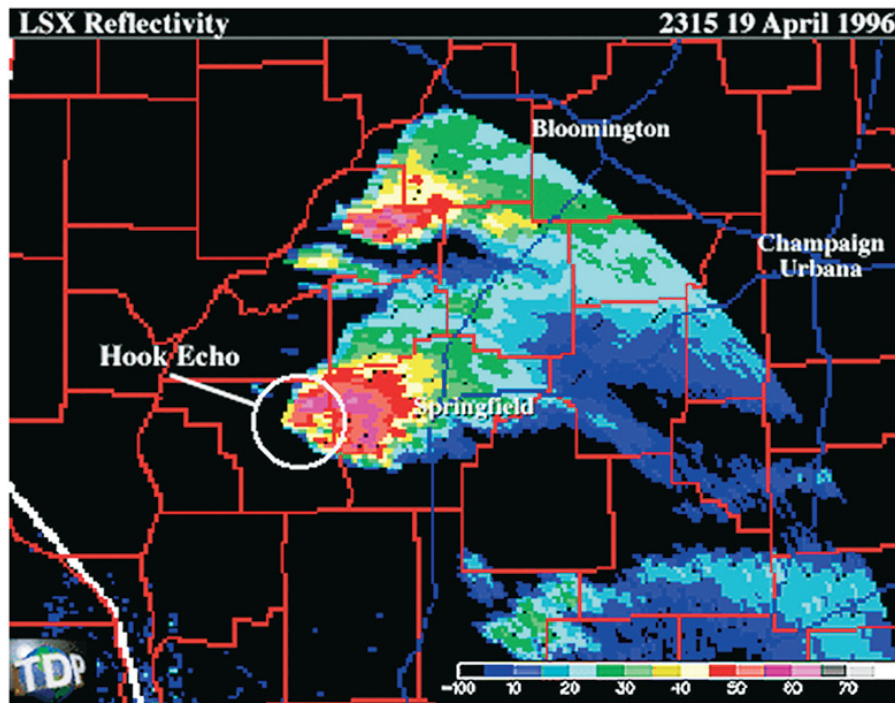 LSX Reflectivity 2315 19 April 1996
Bloomington
Champaign
Urbana
Hook Echo
Springfield
TDP
-100 10 20 30 40 50 60 70